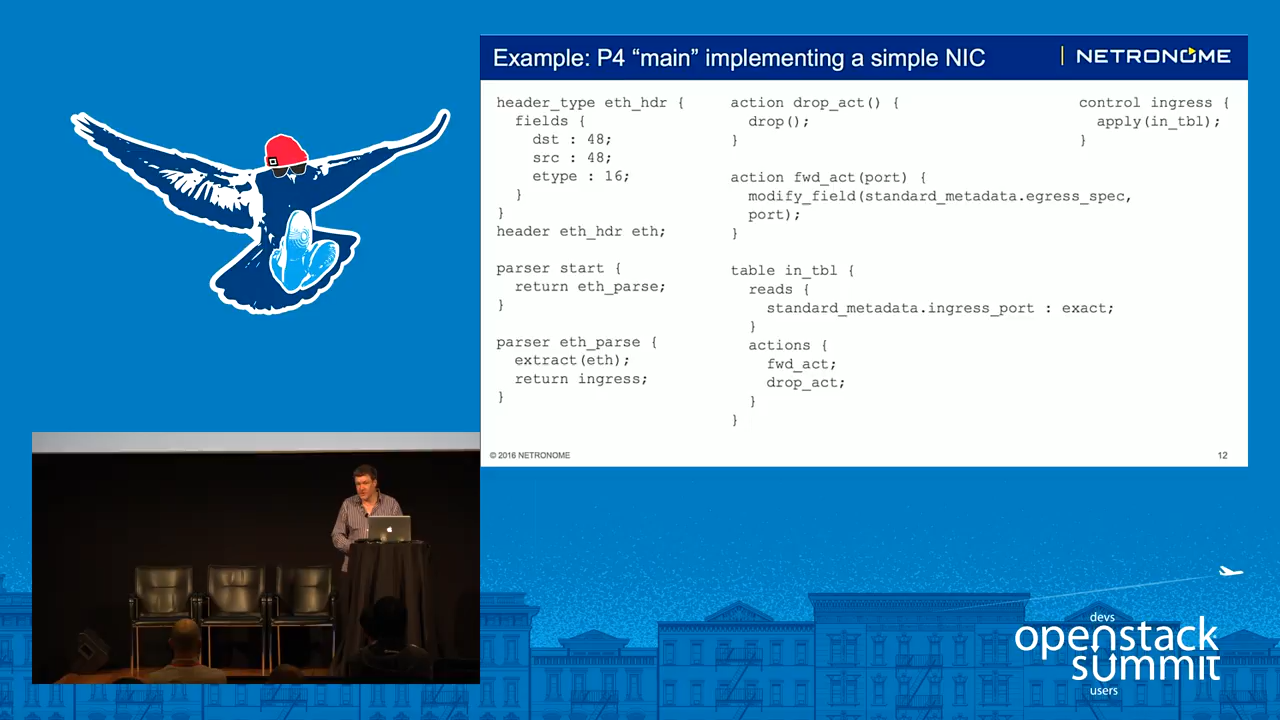 Example: P4 “main” implementing a simple NIC
NETRONOME
header_type eth_hdr {
fields {
dst : 48;
src : 48;
etype : 16;
}
}
header eth_hdr eth;
parser start {
return eth_parse;
}
parser eth_parse {
extract(eth);
return ingress;
}
action drop_act() {
drop();
}
action fwd_act(port) {
modify_field(standard_metadata.egress_spec,
port);
}
table in_tbl {
reads {
standard_metadata.ingress_port : exact;
}
actions {
fwd_act;
drop_act;
}
}
control ingress {
apply(in_tbl);
}
© 2016 NETRONOME
12
devs
openstack
summit
users